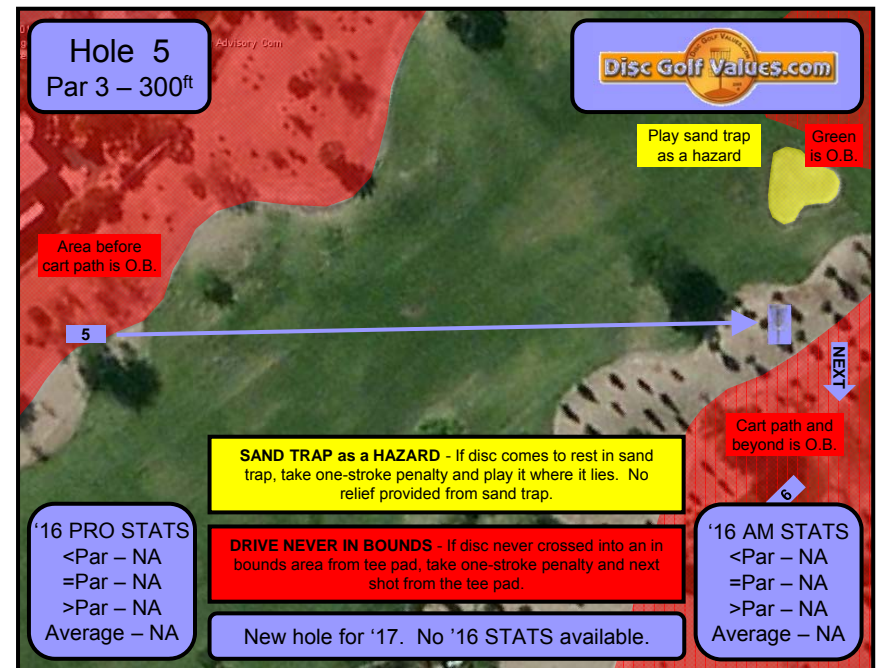 Hole 5
Par 3 – 300ft
Advisory Com
Disc Golf Values.com
Play sand trap
as a hazard
Green
is O.B.
Area before
cart path is O.B.
5
NEXT
Cart path and
beyond is O.B.
6
SAND TRAP as a HAZARD - If disc comes to rest in sand
trap, take one-stroke penalty and play it where it lies. No
relief provided from sand trap.
DRIVE NEVER IN BOUNDS - If disc never crossed into an in
bounds area from tee pad, take one-stroke penalty and next
shot from the tee pad.
New hole for ‘17. No ’16 STATS available.
‘16 PRO STATS
<Par – NA
=Par – NA
>Par – NA
Average – NA
‘16 AM STATS
<Par – NA
=Par – NA
>Par – NA
Average – NA